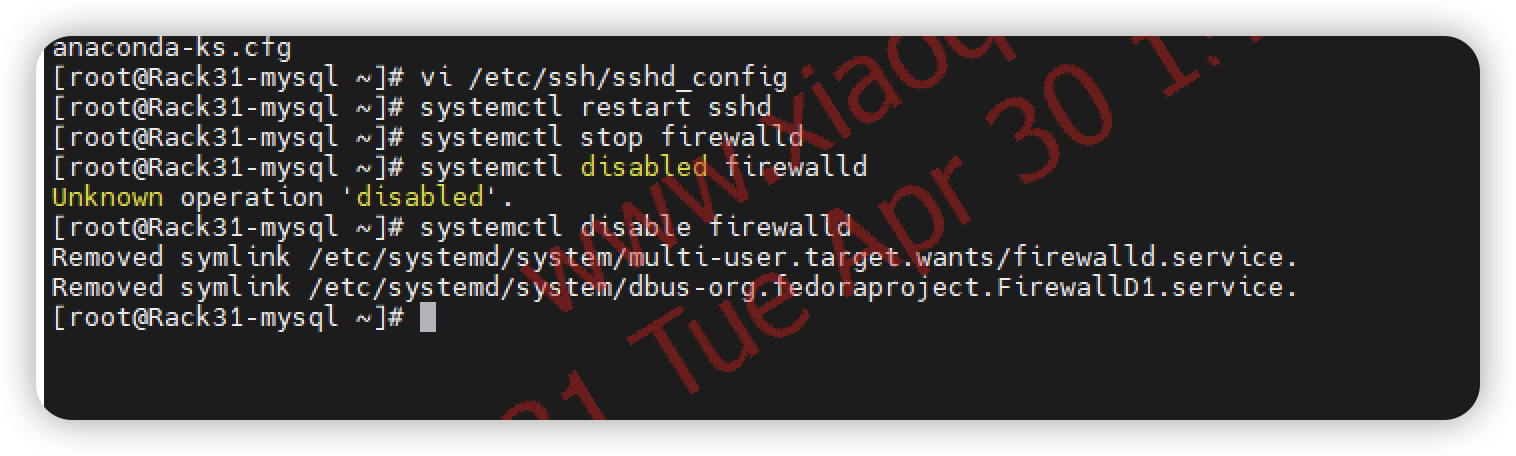 anaconda-ks.cfg
[root@Rack31-mysql ~]# vi /etc/ssh/sshd_config
[root@Rack31-mysql ~]# systemctl restart sshd
[root@Rack31-mysql ~]# systemctl stop firewalld
[root@Rack31-mysql ~]# systemctl disabled firewalld
Unknown operation 'disabled'.
[root@Rack31-mysql ~]# systemctl disable firewalld
Removed symlink /etc/systemd/system/multi-user.target.wants/firewalld.service.
Removed symlink /etc/systemd/system/dbus-org.fedoraproject.FirewallD1.service.
[root@Rack31-mysql ~]#
www.xiaoq
31 Tue Apr 30